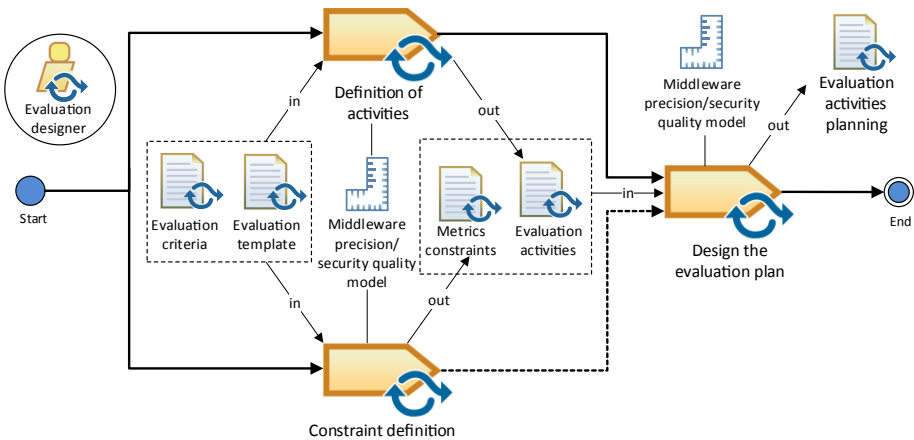 Evaluation
designer
Start
in
Definition of
activities
out
Evaluation
criteria
Evaluation
template
Middleware
precision/
security quality
model
Metrics
constraints
Evaluation
activities
in
out
Constraint definition
in
Middleware
precision/security
quality model
out
Evaluation
activities
planning
Design the
evaluation plan
End